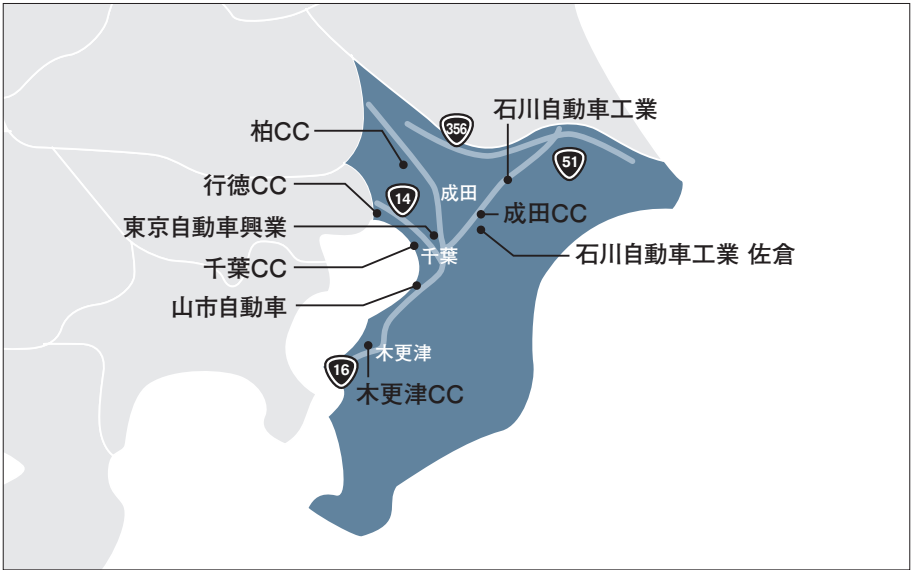 石川自動車工業
356
柏CC
51
行徳CC
14
成田
成田CC
東京自動車興業
千葉
石川自動車工業 佐倉
千葉CC
山市自動車
木更津
16
木更津CC